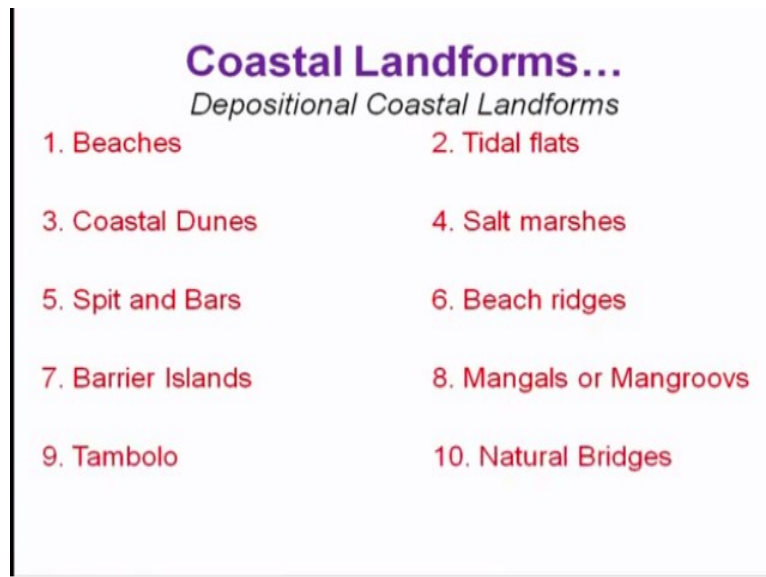 Coastal Landforms...
Depositional Coastal Landforms
1. Beaches
2. Tidal flats
3. Coastal Dunes
4. Salt marshes
5. Spit and Bars
6. Beach ridges
7. Barrier Islands
8. Mangals or Mangroovs
9. Tambolo
10. Natural Bridges